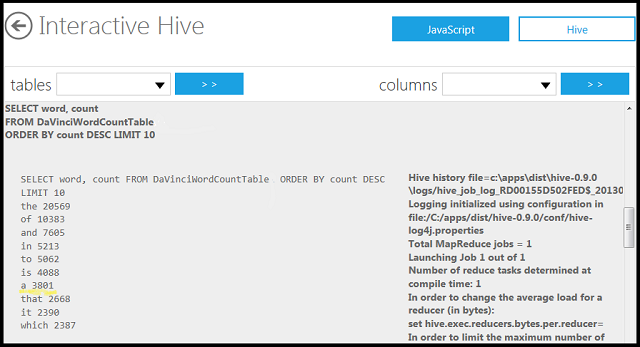 Interactive Hive
JavaScript
Hive
tables
> >
columns
> >
SELECT word, count
FROM DaVinciWordCountTable
ORDER BY count DESC LIMIT 10
SELECT word, count FROM DaVinciWordCountTable ORDER BY count DESC
LIMIT 10
the 20569
of 10383
and 7605
in 5213
to 5062
is 4088
a 3801
that 2668
it 2390
which 2387
Hive history file=c:\apps\dist\hive-0.9.0
\logs/hive_job_log_RD00155D502FED$_20130
Logging initialized using configuration in
file:/C:/apps/dist/hive-0.9.0/conf/hive-
log4j.properties
Total MapReduce jobs = 1
Launching Job 1 out of 1
Number of reduce tasks determined at
compile time: 1
In order to change the average load for a
reducer (in bytes):
set hive.exec.reducers.bytes.per.reducer=
In order to limit the maximum number of